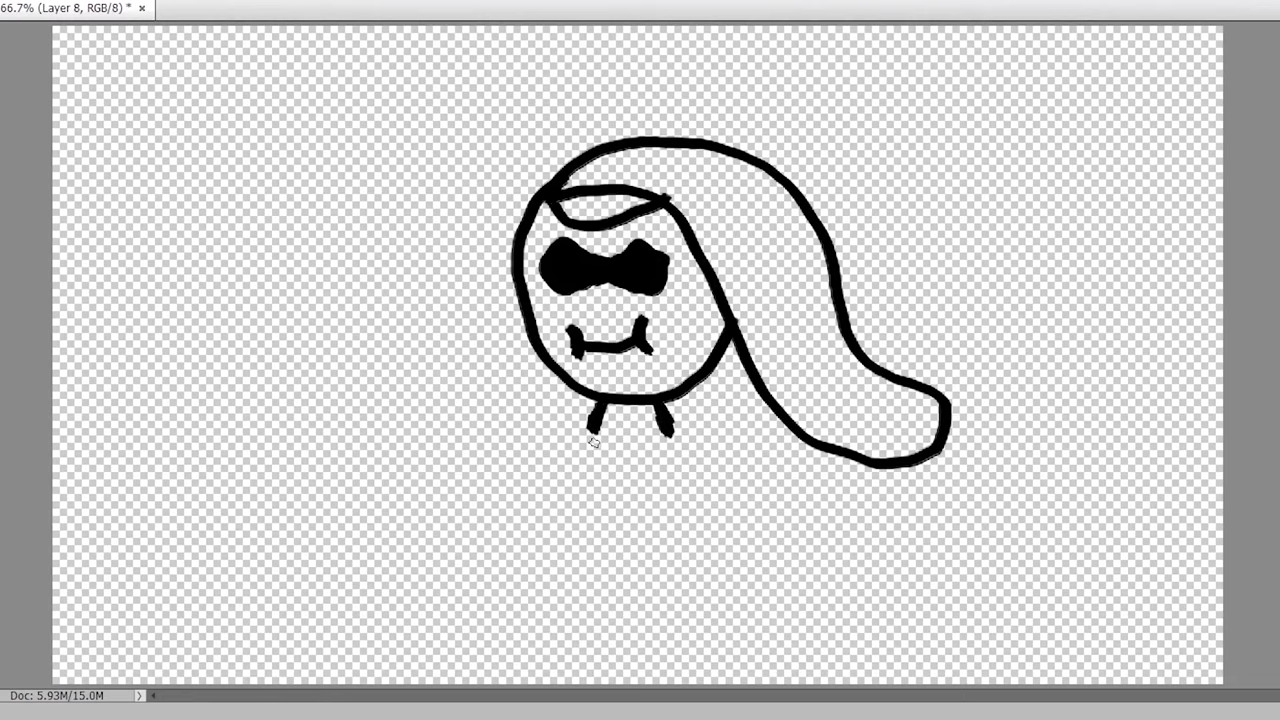 66.7% (Layer 8, RGB/8) * ×
Doc: 5.93M/15.0M